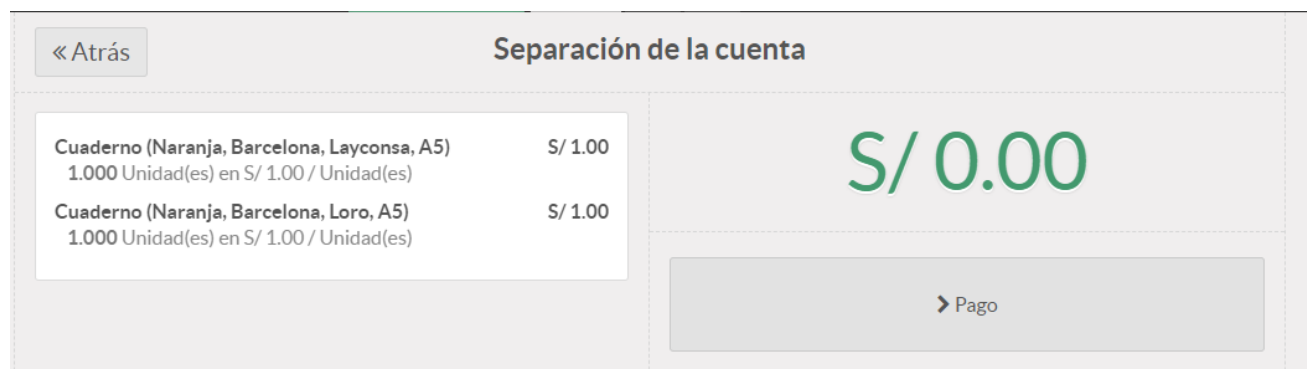 « Atrás
Separación de la cuenta
Cuaderno (Naranja, Barcelona, Layconsa, A5) S/ 1.00
1.000 Unidad(es) en S/ 1.00 / Unidad(es)
Cuaderno (Naranja, Barcelona, Loro, A5) S/ 1.00
1.000 Unidad(es) en S/ 1.00 / Unidad(es)
S/ 0.00
Pago